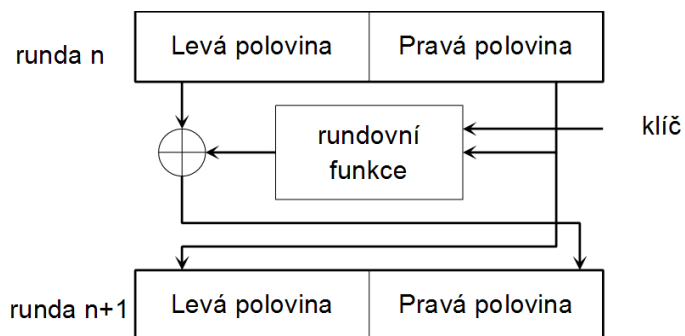 runda n
Levá polovina
Pravá polovina
rundovní
funkce
klíč
runda n+1
Levá polovina
Pravá polovina